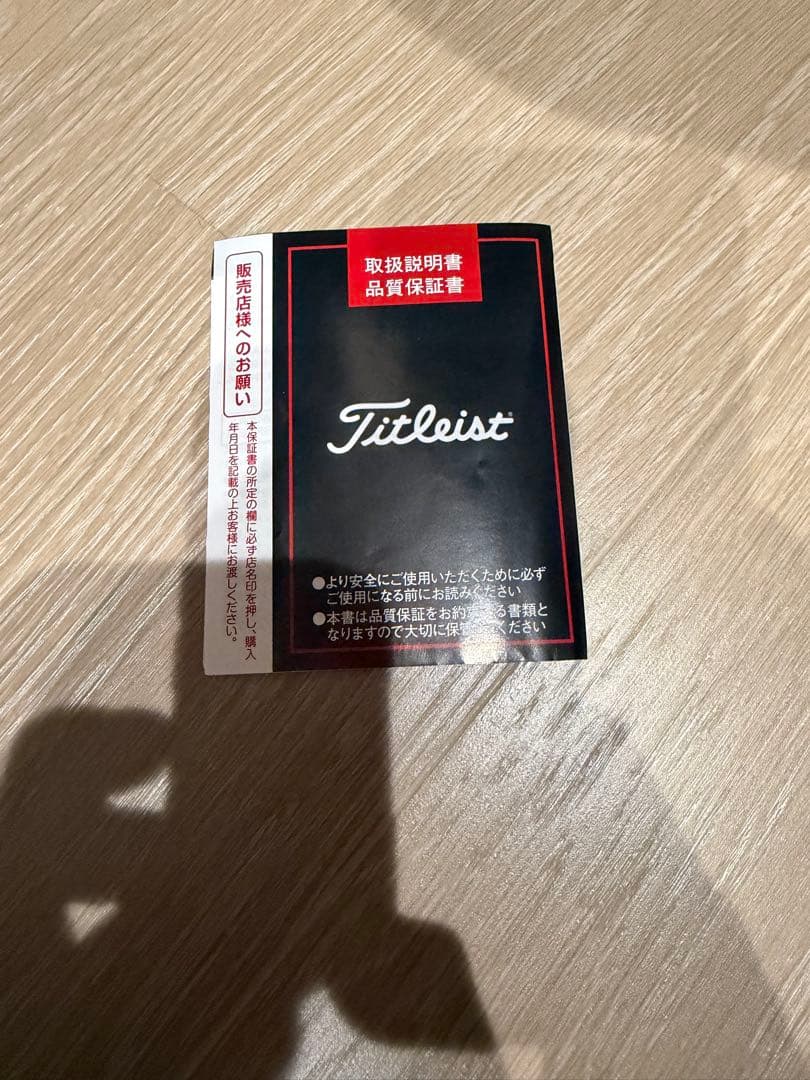 取扱説明書
品質保証書
Titleist®
●より安全にご使用いただくために必ず
ご使用になる前にお読みください
●本書は品質保証をお約する書類と
なりますので大切に保ください
販売店様へのお願い
本保証書の所定の欄に必ず店名印を押し、購入
年月日を記載の上お客様にお渡しください。